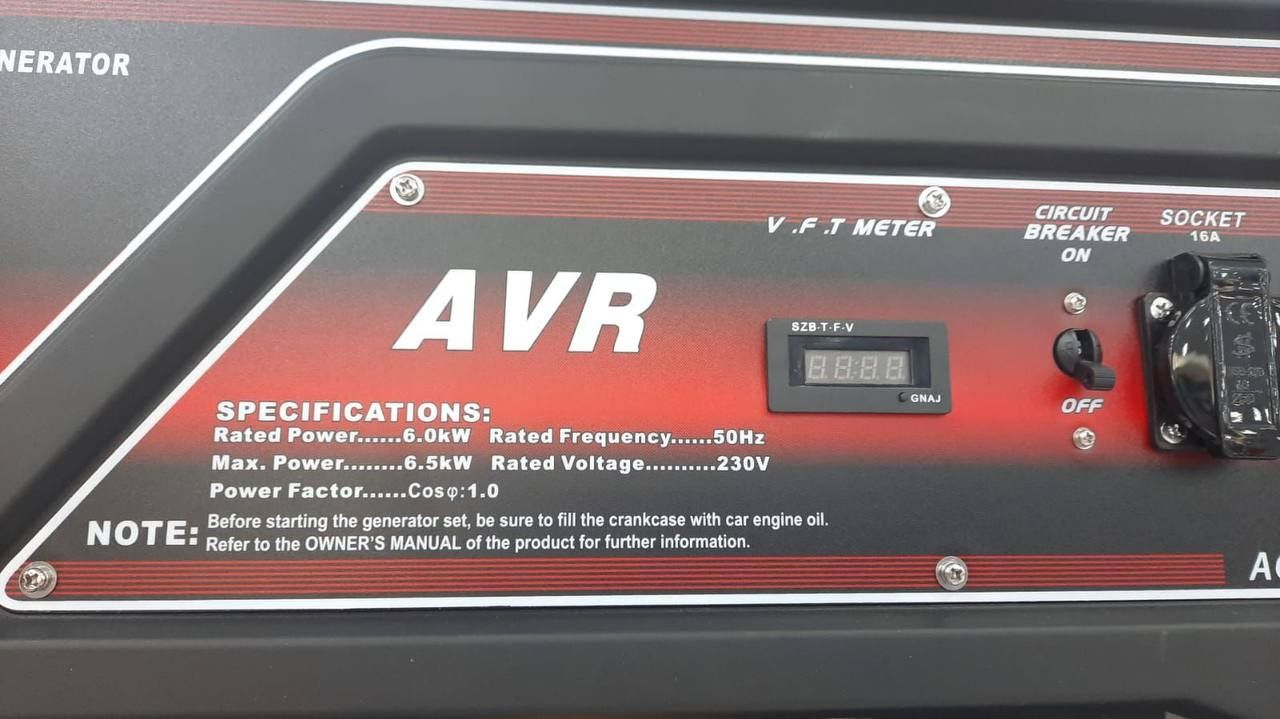 NERATOR
V .F .T METER
CIRCUIT
BREAKER
ON
SOCKET
16A
AVR
SZB·T·F·V
88:88
GNAJ
OFF
SPECIFICATIONS:
Rated Power......6.0kW Rated Frequency......50Hz
Max. Power........6.5kW Rated Voltage..........230V
Power Factor......Cosφ:1.0
NOTE: Before starting the generator set, be sure to fill the crankcase with car engine oil.
Refer to the OWNER'S MANUAL of the product for further information.